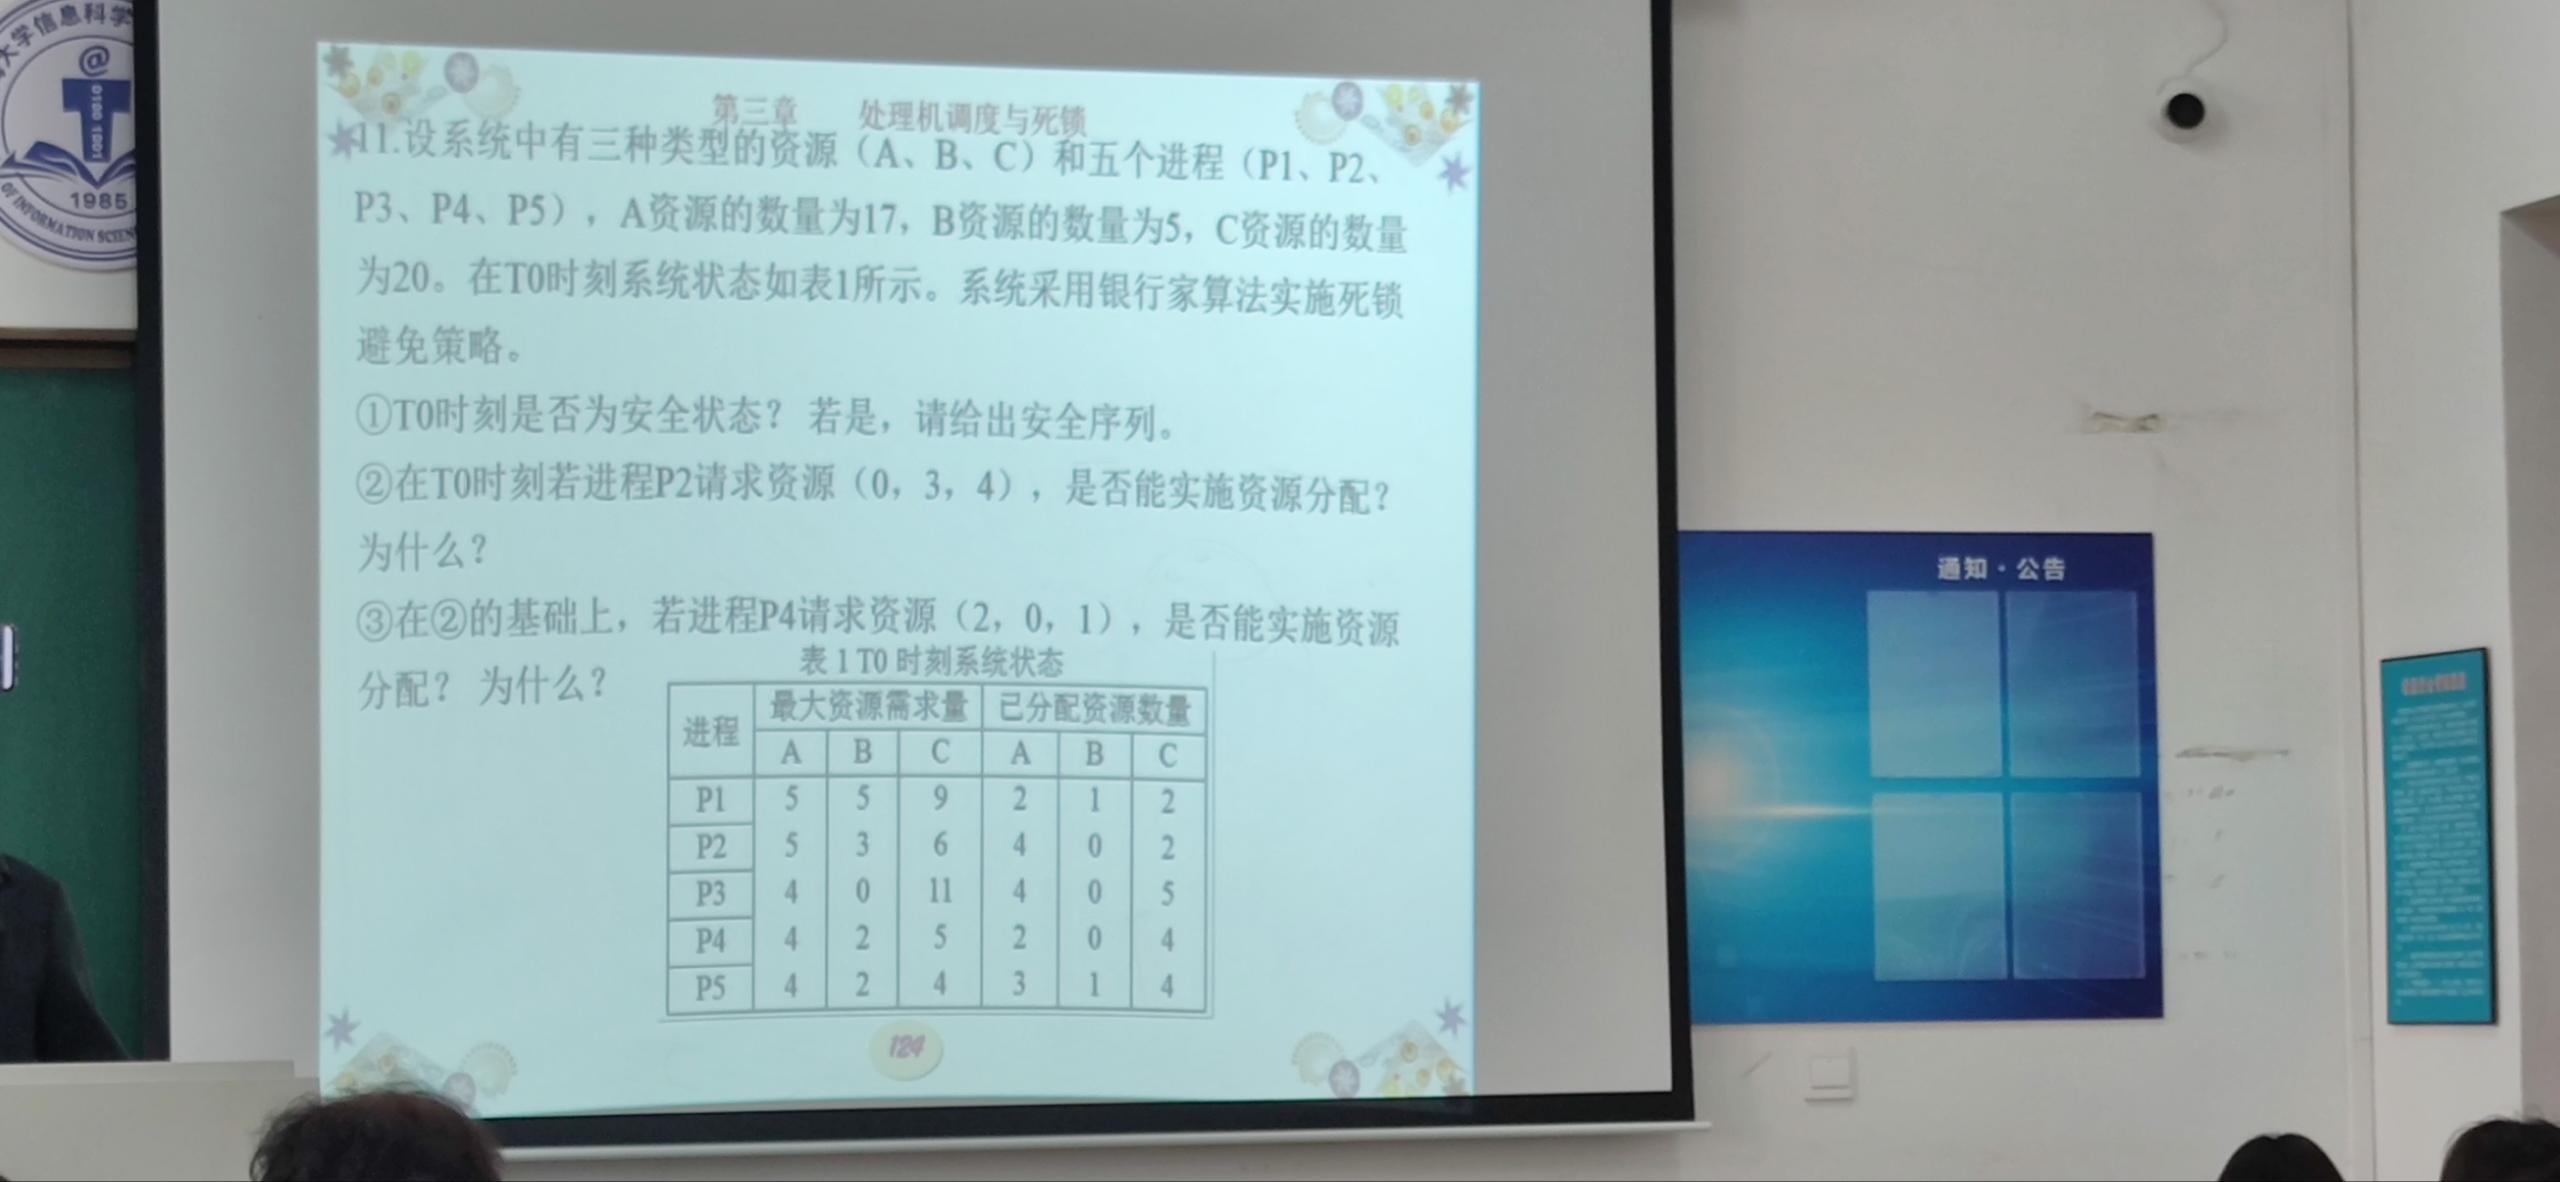 大学信息科学
@
0100 1001
1985
OF INFORMATION SCIEN
第三章 处理机调度与死锁
11.设系统中有三种类型的资源（A、B、C）和五个进程（P1、P2、
P3、P4、P5），A资源的数量为17，B资源的数量为5，C资源的数量
为20。在T0时刻系统状态如表1所示。系统采用银行家算法实施死锁
避免策略。
①T0时刻是否为安全状态？若是，请给出安全序列。
②在T0时刻若进程P2请求资源（0，3，4），是否能实施资源分配？
为什么？
③在②的基础上，若进程P4请求资源（2，0，1），是否能实施资源
分配？ 为什么？
表 1 T0 时刻系统状态
进程 最大资源需求量 已分配资源数量
A B C A B C
P1 5 5 9 2 1 2
P2 5 3 6 4 0 2
P3 4 0 11 4 0 5
P4 4 2 5 2 0 4
P5 4 2 4 3 1 4
124
通知·公告